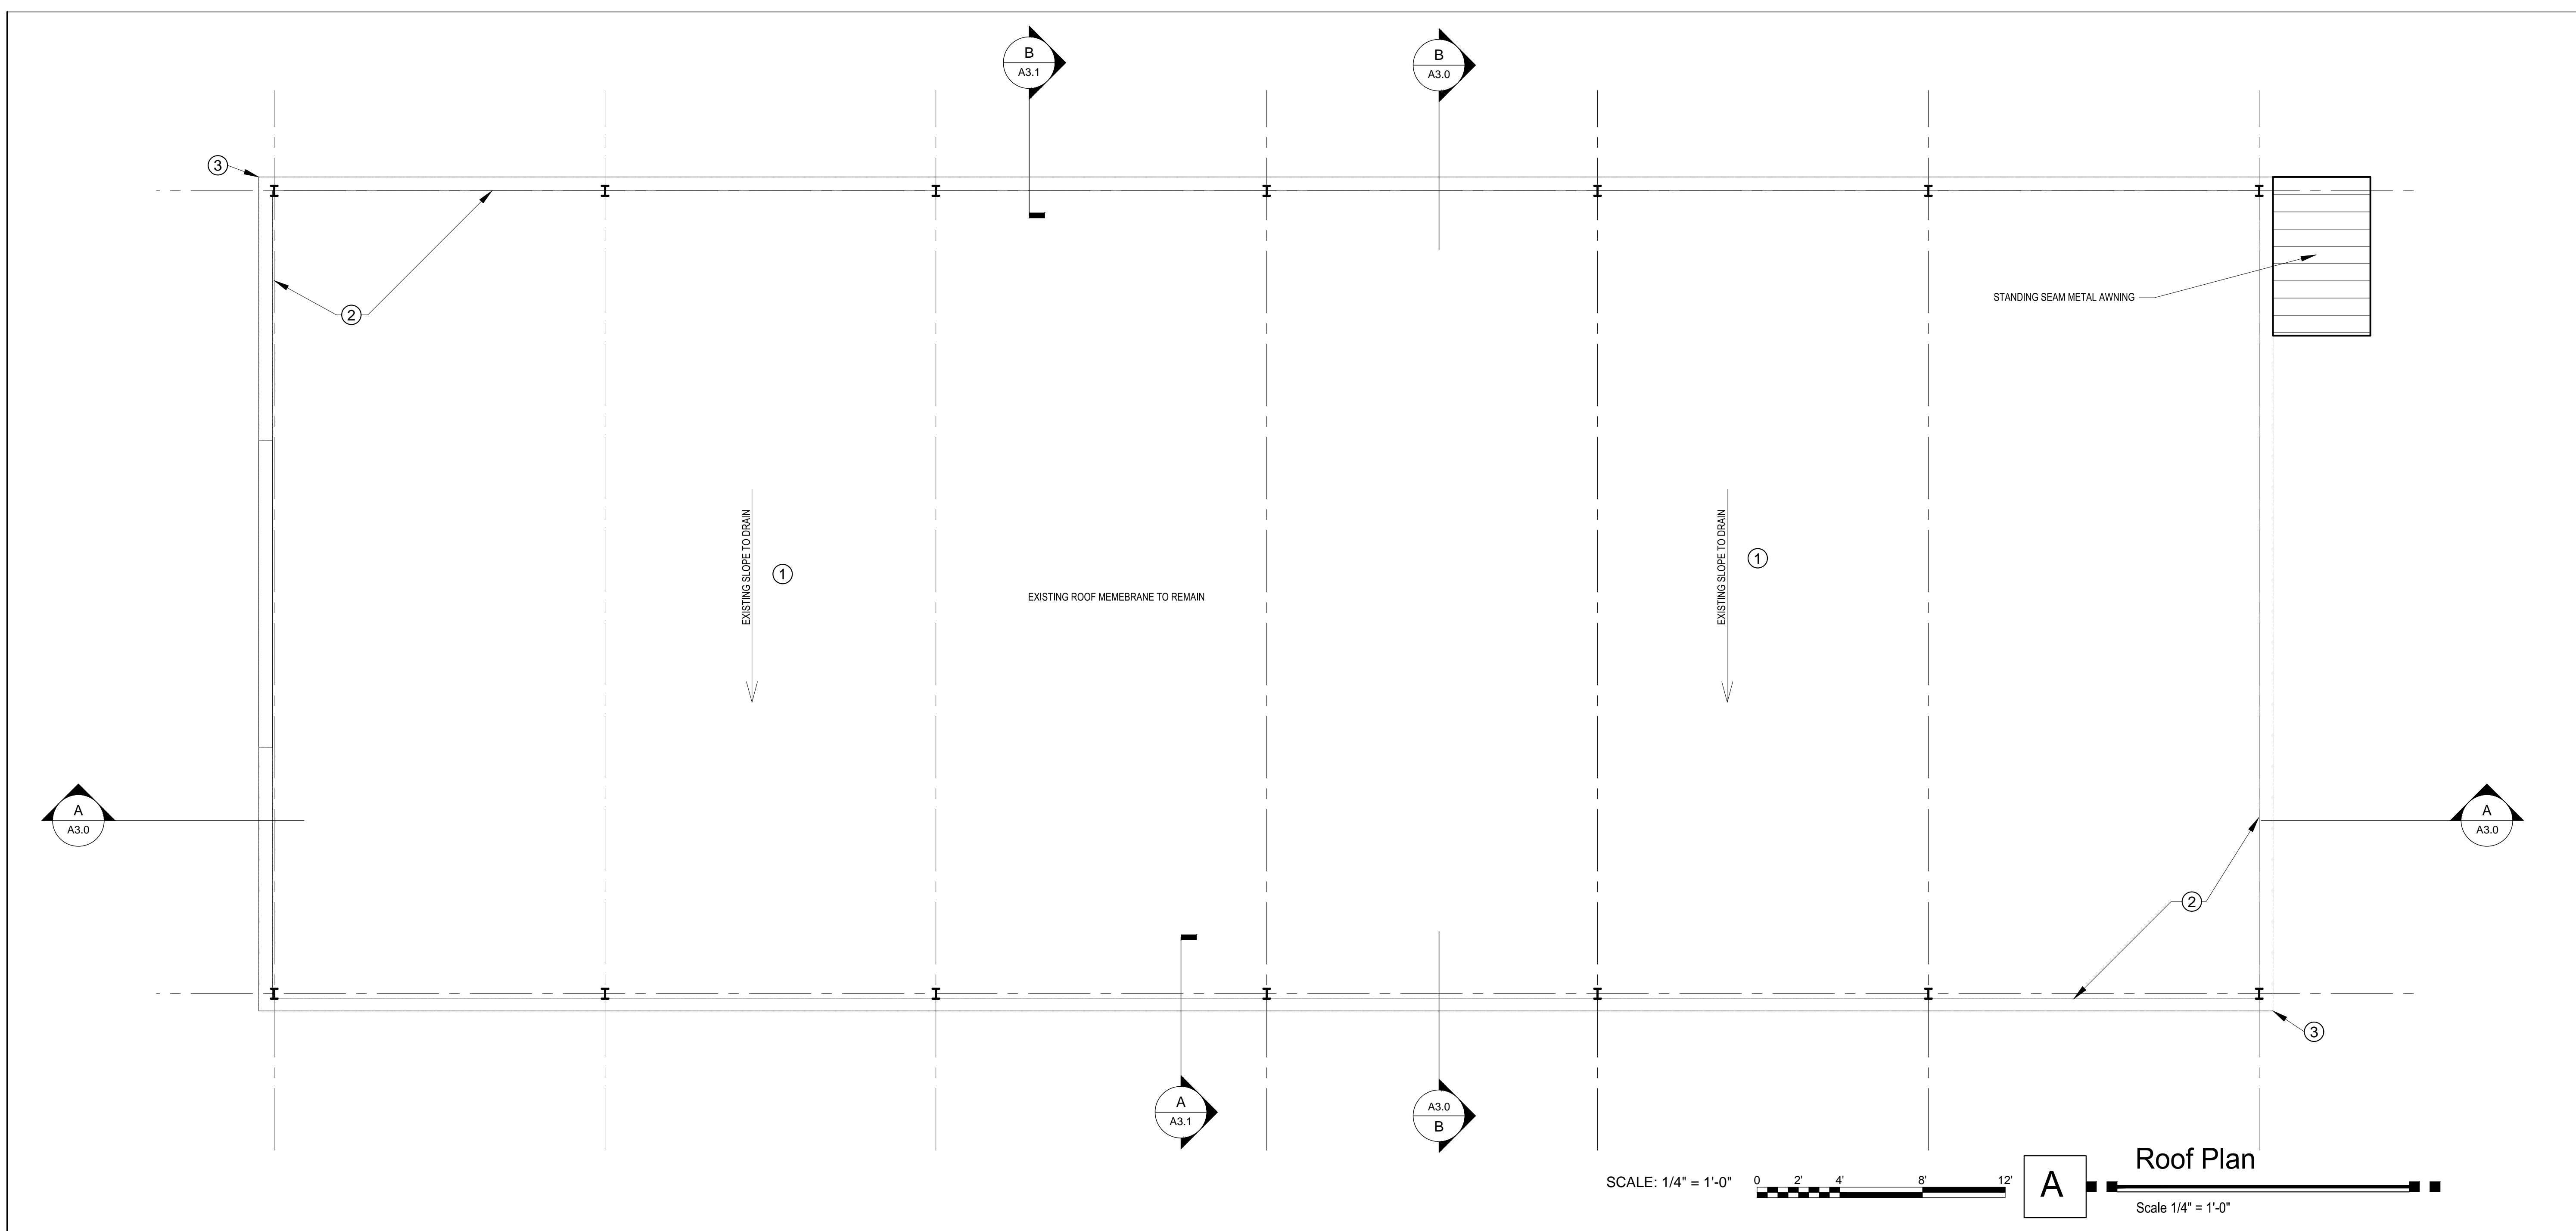 B
A3.1
B
A3.0
3
2
STANDING SEAM METAL AWNING
EXISTING SLOPE TO DRAIN
1
EXISTING SLOPE TO DRAIN
1
EXISTING ROOF MEMEBRANE TO REMAIN
A
A3.0
A
A3.0
2
3
A
A3.1
A3.0
B
SCALE: 1/4" = 1'-0"
0 2' 4' 8' 12'
A
Roof Plan
Scale 1/4" = 1'-0"